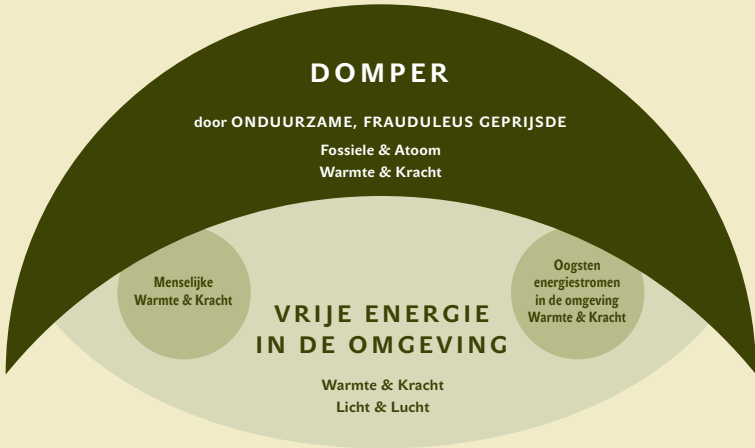 DOMPER
door ONDUURZAME, FRAUDULEUS GEPRIJSDE
Fossiele & Atoom
Warmte & Kracht
Menselijke
Warmte & Kracht
Oogsten
energiestromen
in de omgeving
Warmte & Kracht
VRIJE ENERGIE
IN DE OMGEVING
Warmte & Kracht
Licht & Lucht